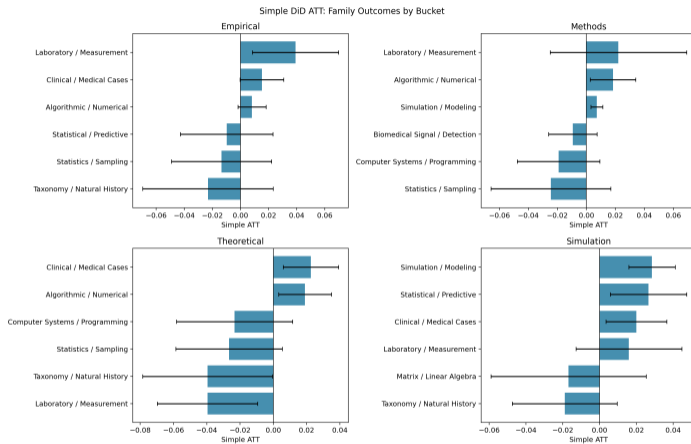 Simple DiD ATT: Family Outcomes by Bucket
Empirical
Laboratory / Measurement
Clinical / Medical Cases
Algorithmic / Numerical
Statistical / Predictive
Statistics / Sampling
Taxonomy / Natural History
−0.06 −0.04 −0.02 0.00 0.02 0.04 0.06
Simple ATT
Methods
Laboratory / Measurement
Algorithmic / Numerical
Simulation / Modeling
Biomedical Signal / Detection
Computer Systems / Programming
Statistics / Sampling
−0.06 −0.04 −0.02 0.00 0.02 0.04 0.06
Simple ATT
Theoretical
Clinical / Medical Cases
Algorithmic / Numerical
Computer Systems / Programming
Statistics / Sampling
Taxonomy / Natural History
Laboratory / Measurement
−0.08 −0.06 −0.04 −0.02 0.00 0.02 0.04
Simple ATT
Simulation
Simulation / Modeling
Statistical / Predictive
Clinical / Medical Cases
Laboratory / Measurement
Matrix / Linear Algebra
Taxonomy / Natural History
−0.06 −0.04 −0.02 0.00 0.02 0.04
Simple ATT